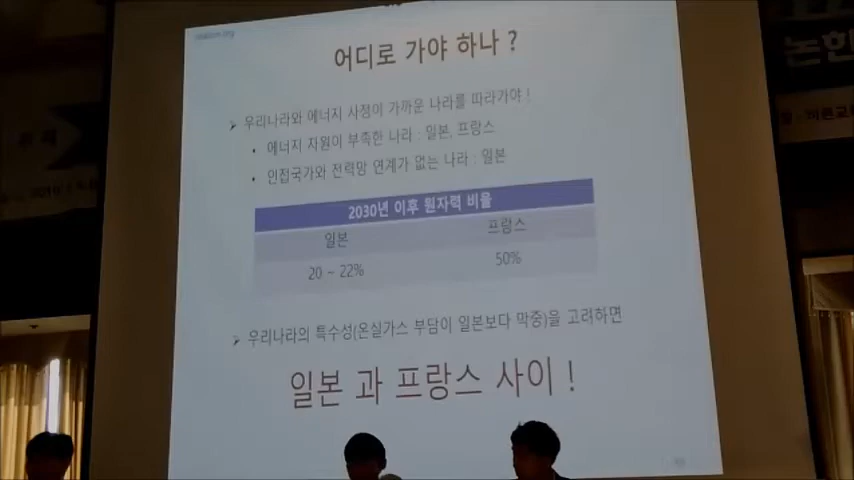 어디로 가야 하나 ?
➢ 우리나라와 에너지 사정이 가까운 나라를 따라가야 !
• 에너지 자원이 부족한 나라 : 일본, 프랑스
• 인접국가와 전력망 연계가 없는 나라 : 일본
2030년 이후 원자력 비율
일본 프랑스
20 ~ 22% 50%
➢ 우리나라의 특수성(온실가스 부담이 일본보다 막중)을 고려하면
일본 과 프랑스 사이 !